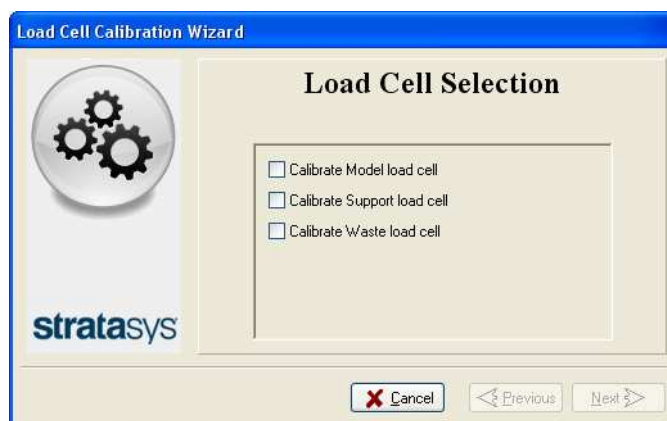 Load Cell Calibration Wizard
Load Cell Selection
Calibrate Model load cell
Calibrate Support load cell
Calibrate Waste load cell
stratasys
Cancel
Previous
Next